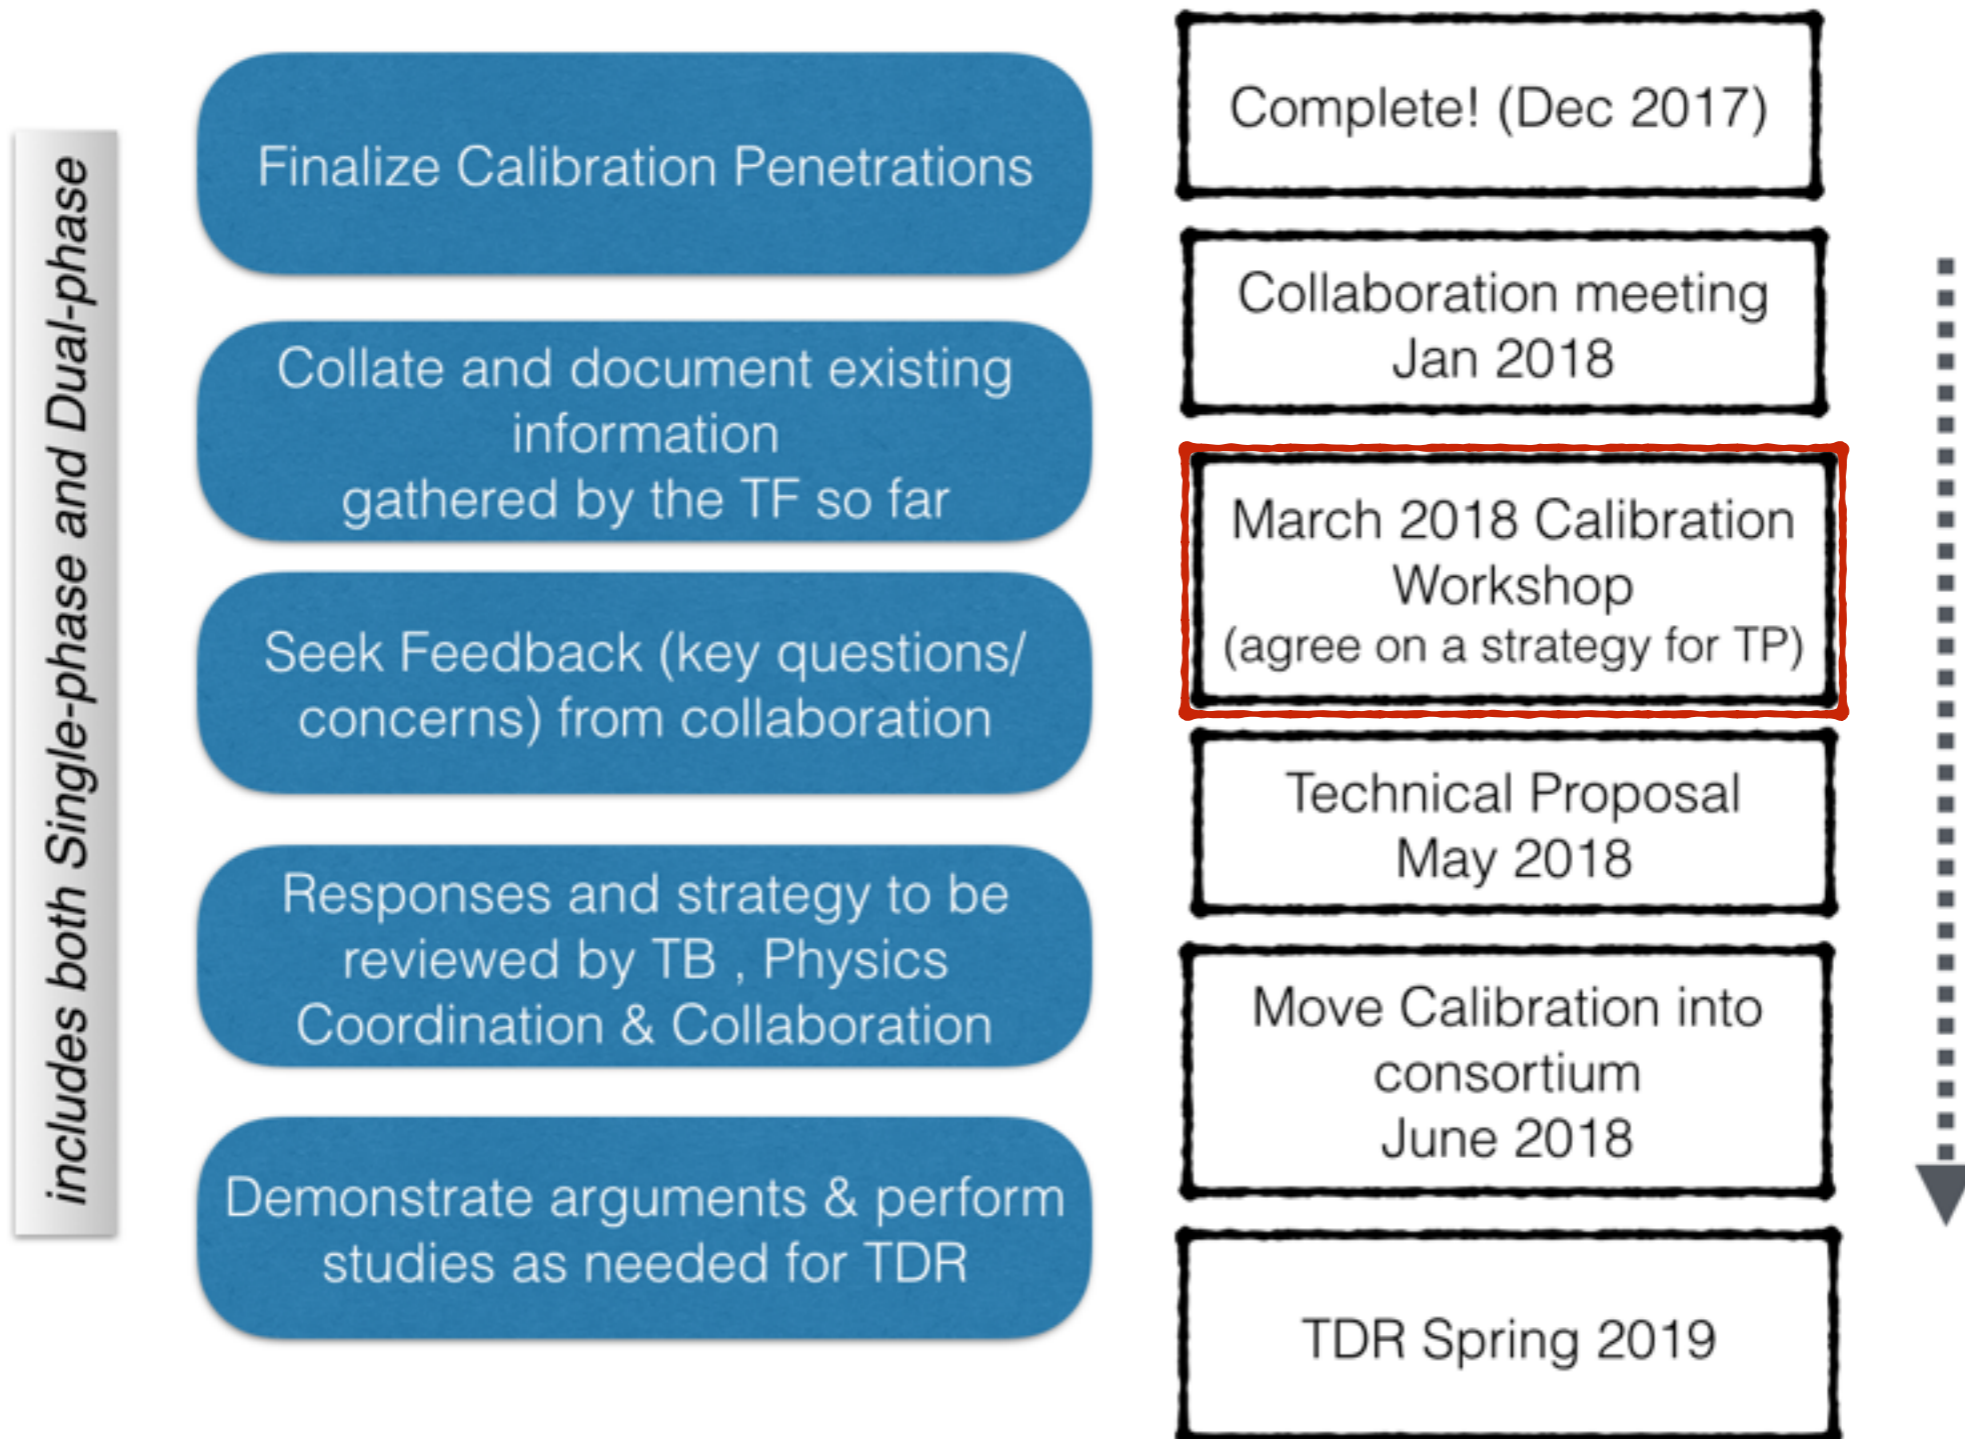 includes both Single-phase and Dual-phase
Finalize Calibration Penetrations
Collate and document existing
information
gathered by the TF so far
Seek Feedback (key questions/
concerns) from collaboration
Responses and strategy to be
reviewed by TB , Physics
Coordination & Collaboration
Demonstrate arguments & perform
studies as needed for TDR
Complete! (Dec 2017)
Collaboration meeting
Jan 2018
March 2018 Calibration
Workshop
(agree on a strategy for TP)
Technical Proposal
May 2018
Move Calibration into
consortium
June 2018
TDR Spring 2019